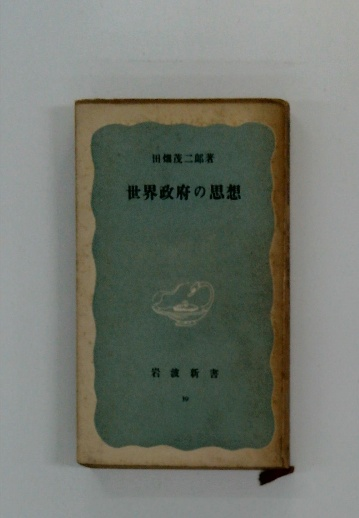 田畑茂二郎著
世界政府の思想
岩波新書